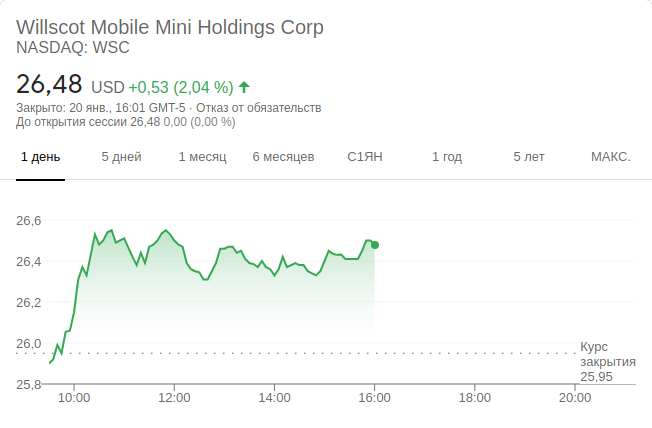 Willscot Mobile Mini Holdings Corp
NASDAQ: WSC
26,48 USD +0,53 (2,04 %)
Закрыто: 20 янв., 16:01 GMT-5 · Отказ от обязательств
До открытия сессии 26,48 0,00 (0,00 %)
1 день 5 дней 1 месяц 6 месяцев С1ЯН 1 год 5 лет МАКС.
26,6
26,4
26,2
26,0
25,8
Курс
закрытия
25,95
10:00 12:00 14:00 16:00 18:00 20:00